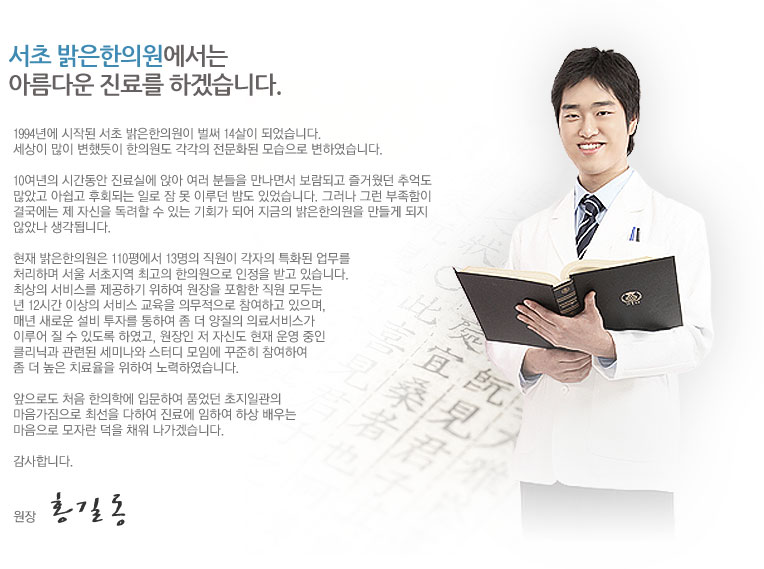 서초 밝은한의원에서는
아름다운 진료를 하겠습니다.
1994년에 시작된 서초 밝은한의원이 벌써 14살이 되었습니다.
세상이 많이 변했듯이 한의원도 각각의 전문화된 모습으로 변하였습니다.
10여년의 시간동안 진료실에 앉아 여러 분들을 만나면서 보람되고 즐거웠던 추억도
많았고 아쉽고 후회되는 일로 잠 못 이루던 밤도 있었습니다. 그러나 그런 부족함이
결국에는 제 자신을 독려할 수 있는 기회가 되어 지금의 밝은한의원을 만들게 되지
않았나 생각됩니다.
현재 밝은한의원은 110평에서 13명의 직원이 각자의 특화된 업무를
처리하며 서울 서초지역 최고의 한의원으로 인정을 받고 있습니다.
최상의 서비스를 제공하기 위하여 원장을 포함한 직원 모두는
년 12시간 이상의 서비스 교육을 의무적으로 참여하고 있으며,
매년 새로운 설비 투자를 통하여 좀 더 양질의 의료서비스가
이루어 질 수 있도록 하였고, 원장인 저 자신도 현재 운영 중인
클리닉과 관련된 세미나와 스터디 모임에 꾸준히 참여하여
좀 더 높은 치료율을 위하여 노력하였습니다.
앞으로도 처음 한의학에 입문하여 품었던 초지일관의
마음가짐으로 최선을 다하여 진료에 임하여 하상 배우는
마음으로 모자란 덕을 채워 나가겠습니다.
감사합니다.
원장 홍길동